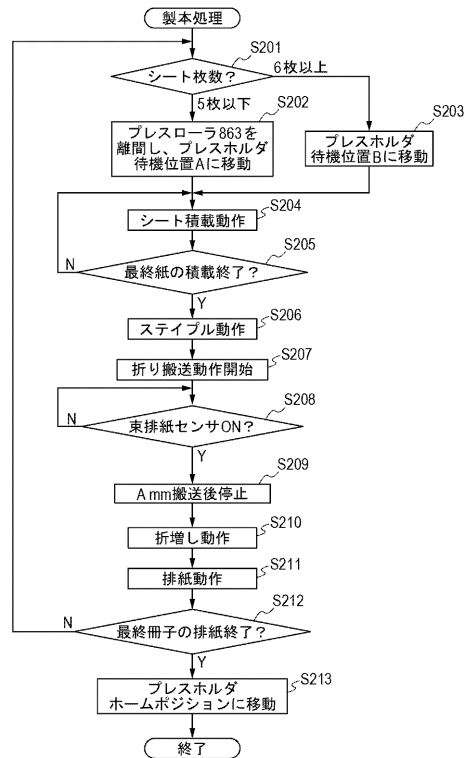 製本処理
S201
シート枚数？
6枚以上
5枚以下
S202
プレスローラ863を
離間し、プレスホルダ
待機位置Aに移動
S203
プレスホルダ
待機位置Bに移動
S204
シート積載動作
S205
N
最終紙の積載終了？
Y
S206
ステイプル動作
S207
折り搬送動作開始
S208
N
束排紙センサON？
Y
S209
Amm搬送後停止
S210
折増し動作
S211
排紙動作
S212
N
最終冊子の排紙終了？
Y
S213
プレスホルダ
ホームポジションに移動
終了